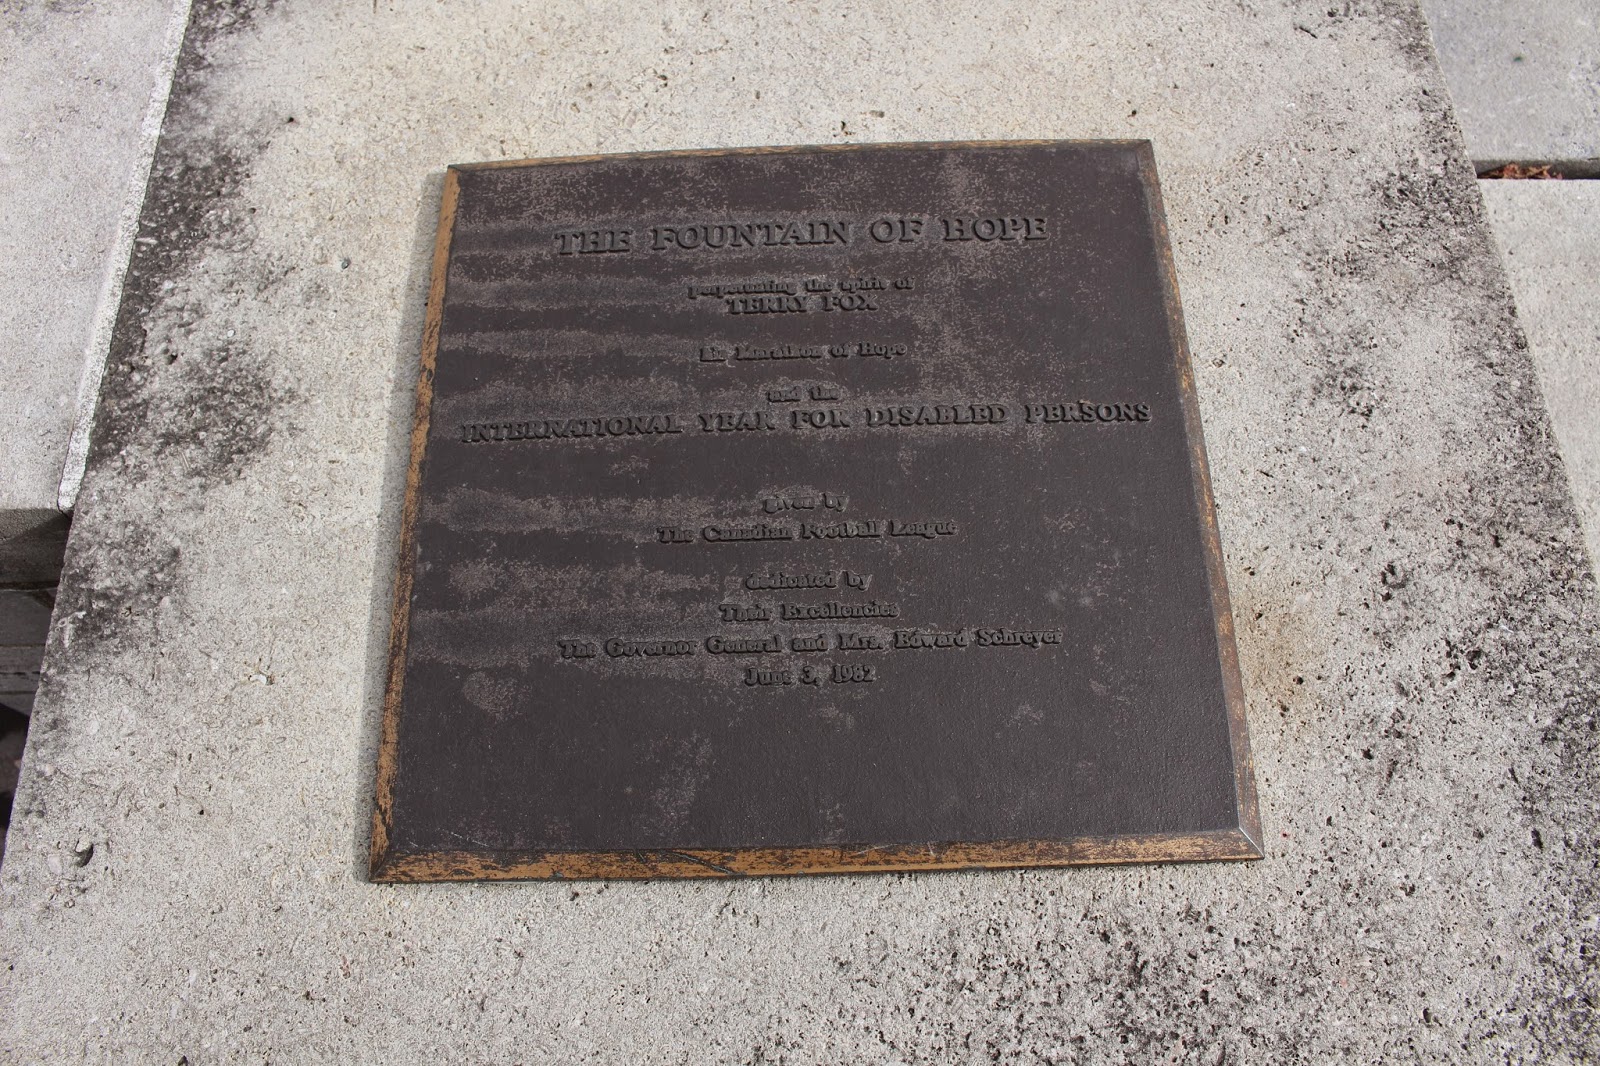 THE FOUNTAIN OF HOPE
perpetuating the spirit of
TERRY FOX
his Marathon of Hope
and the
INTERNATIONAL YEAR FOR DISABLED PERSONS
given by
The Canadian Football League
dedicated by
Their Excellencies
The Governor General and Mrs. Edward Schreyer
June 3, 1982